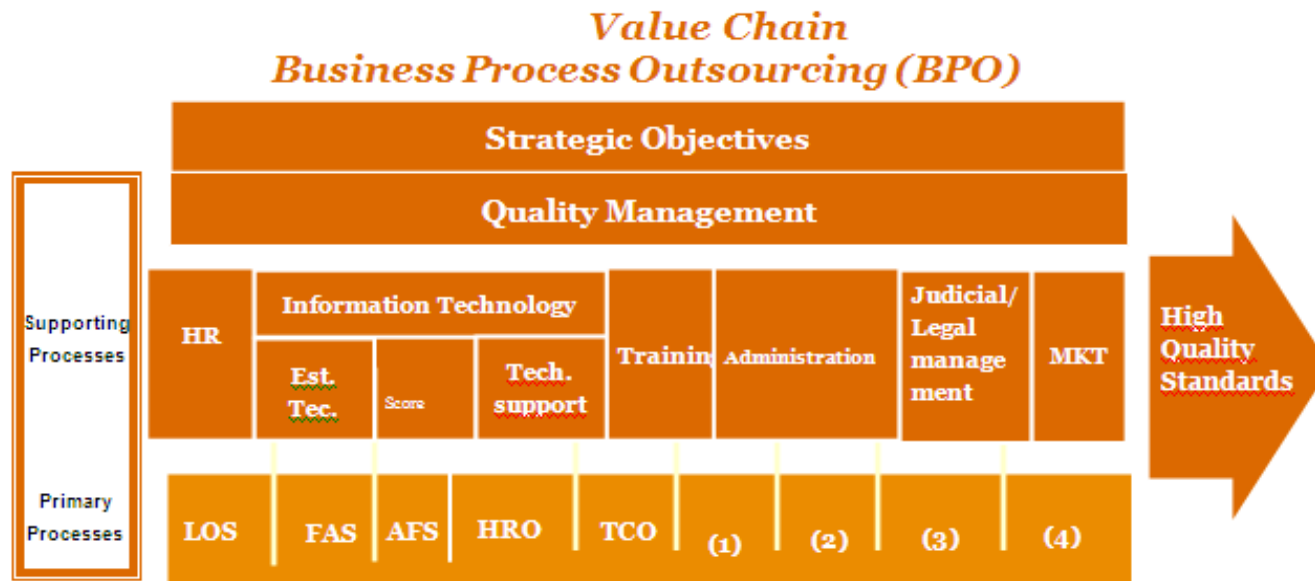 Value Chain
Business Process Outsourcing (BPO)
Strategic Objectives
Quality Management
Supporting
Processes
HR
Information Technology
Est.
Tec.
Score
Tech.
support
Training
Administration
Judicial/
Legal
manage
ment
MKT
High
Quality
Standards
Primary
Processes
LOS
FAS
AFS
HRO
TCO
(1)
(2)
(3)
(4)